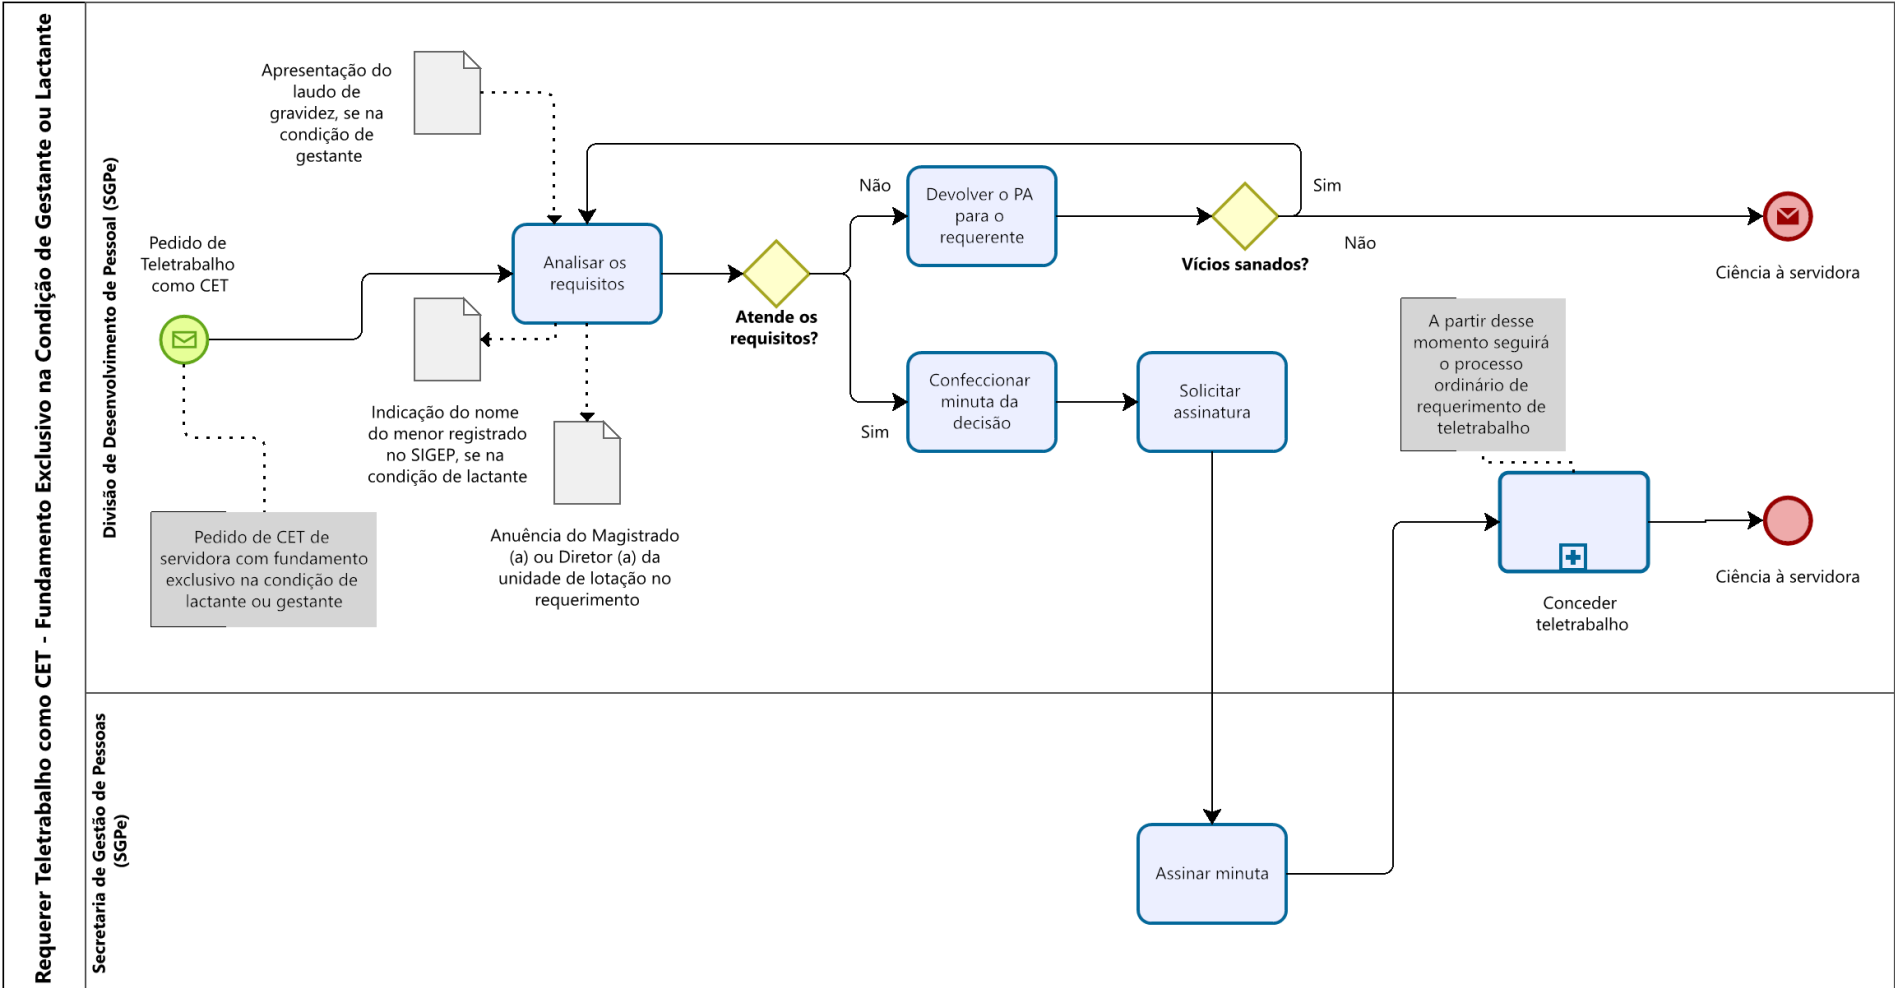 Requerer Teletrabalho como CET - Fundamento Exclusivo na Condição de Gestante ou Lactante
Divisão de Desenvolvimento de Pessoal (SGPe)
Apresentação do
laudo de
gravidez, se na
condição de
gestante
Pedido de
Teletrabalho
como CET
Pedido de CET de
servidora com fundamento
exclusivo na condição de
lactante ou gestante
Analisar os
requisitos
Indicação do nome
do menor registrado
no SIGEP, se na
condição de lactante
Anuência do Magistrado
(a) ou Diretor (a) da
unidade de lotação no
requerimento
Atende os
requisitos?
Não
Devolver o PA
para o
requerente
Vícios sanados?
Sim
Não
Ciência à servidora
Sim
Confeccionar
minuta da
decisão
Solicitar
assinatura
A partir desse
momento seguirá
o processo
ordinário de
requerimento de
teletrabalho
Conceder
teletrabalho
Ciência à servidora
Secretaria de Gestão de Pessoas
(SGPe)
Assinar minuta